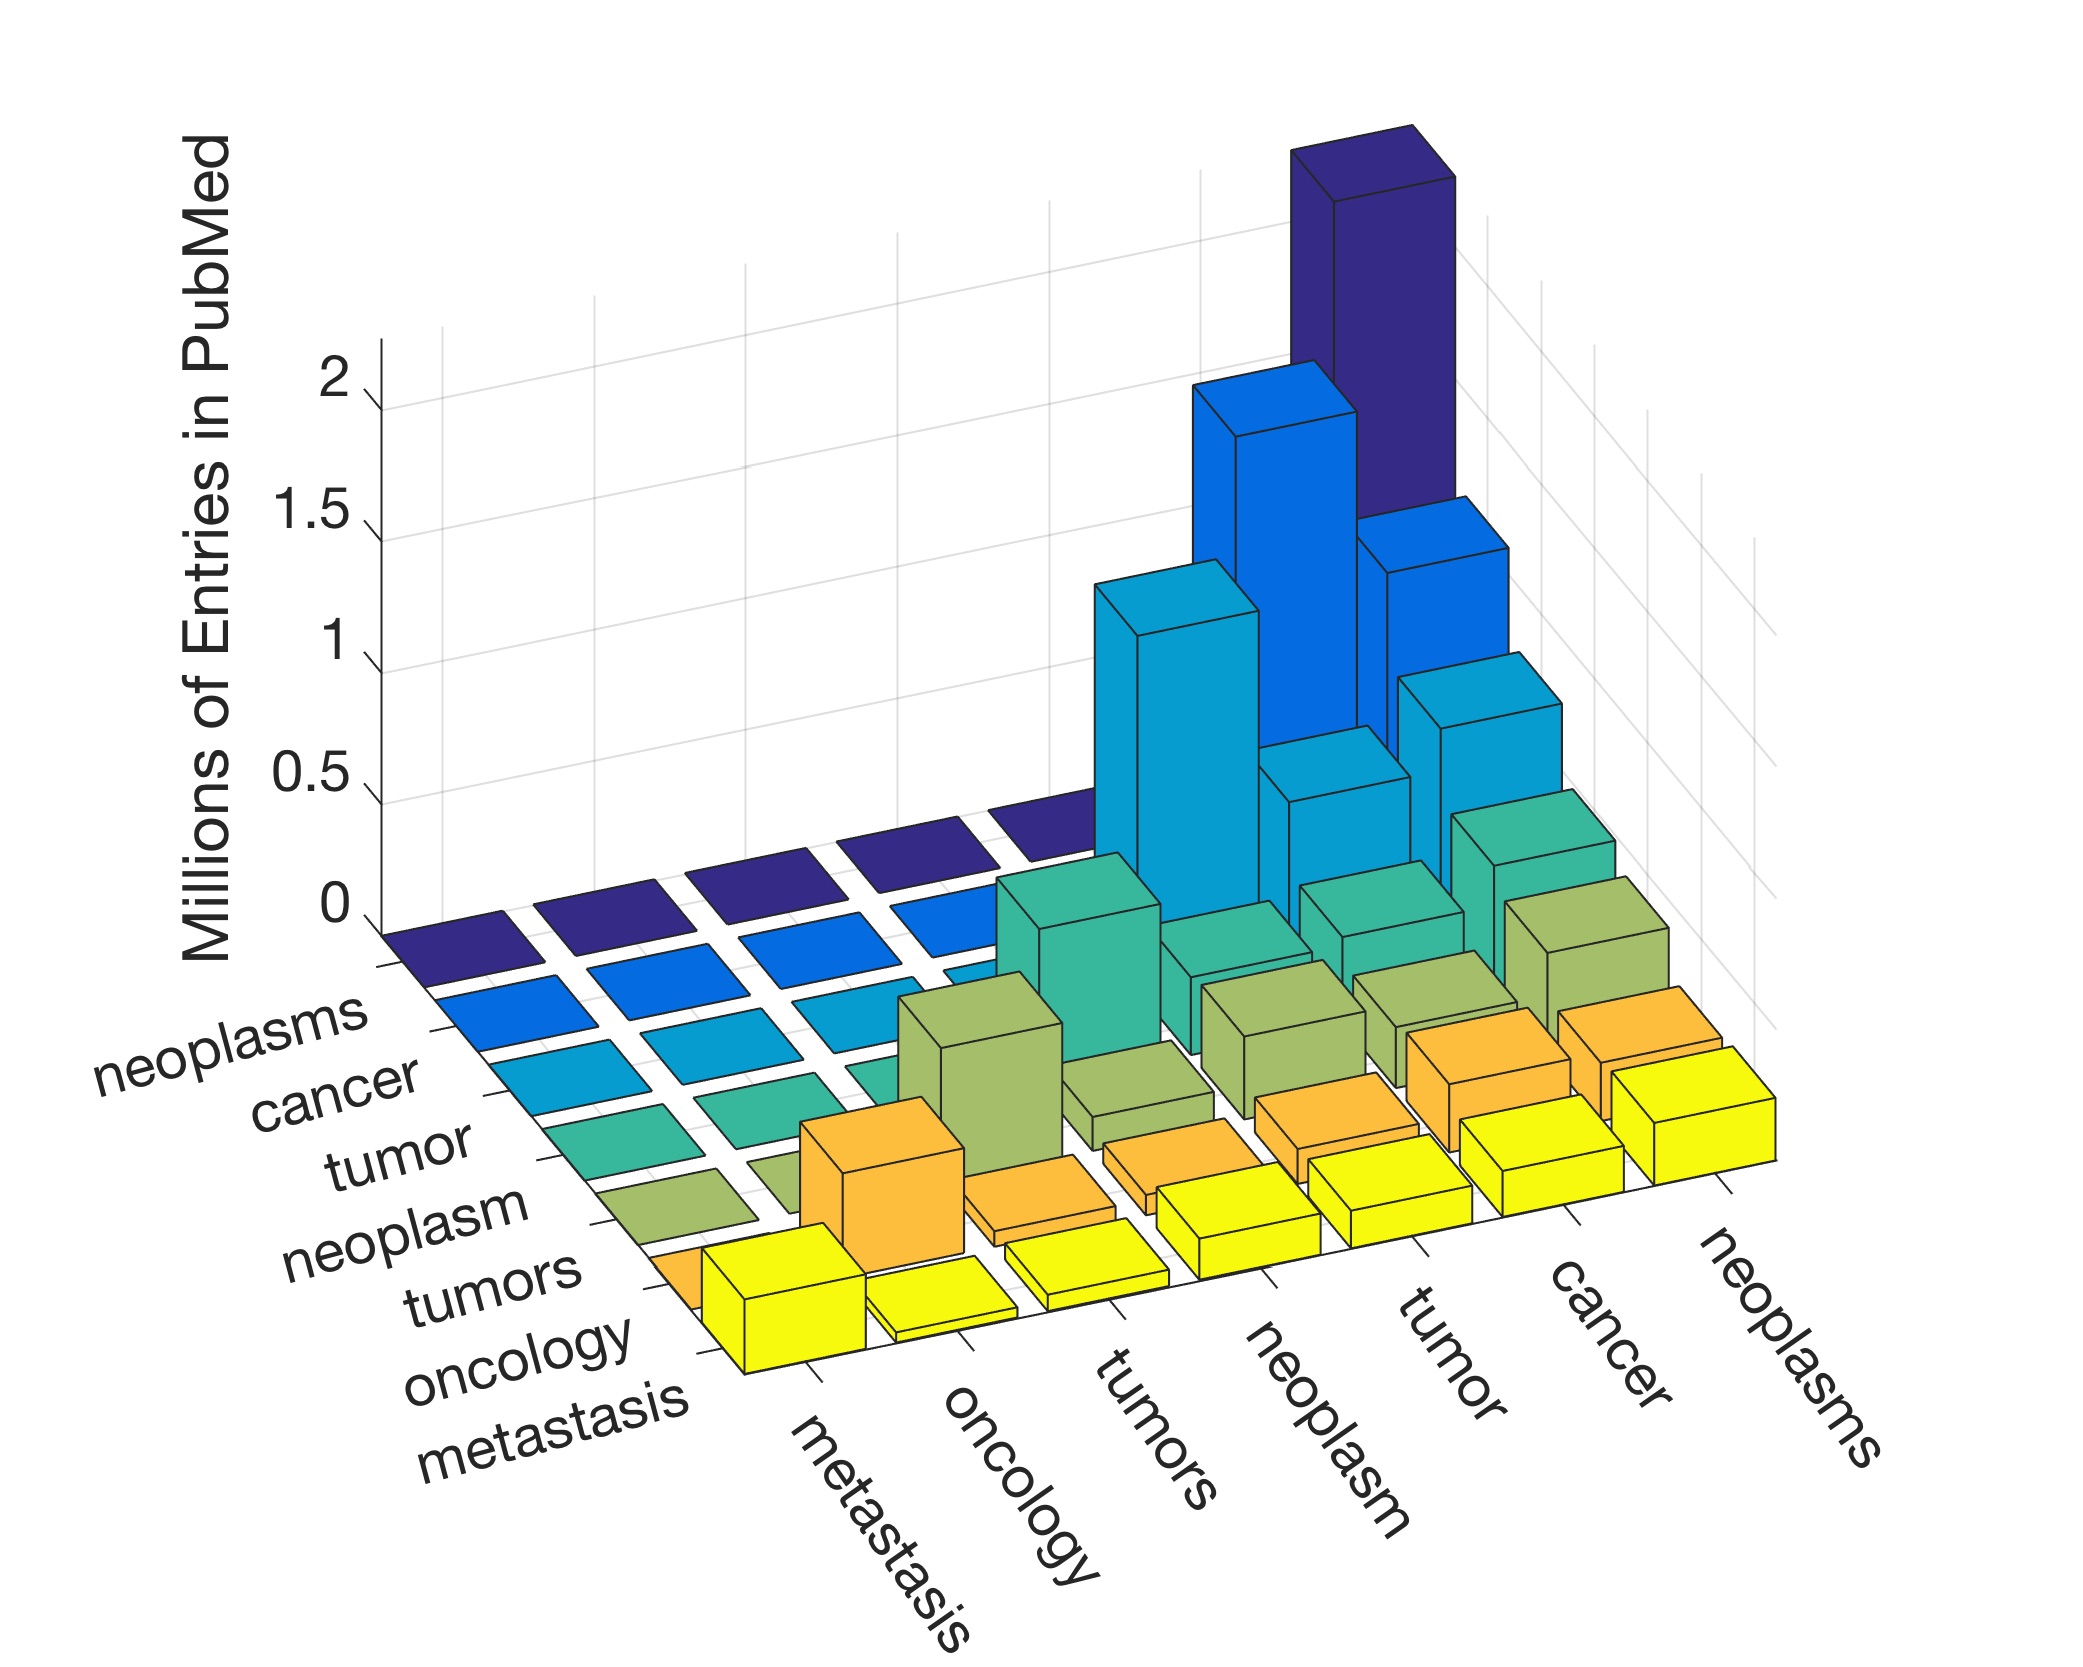 Millions of Entries in PubMed
2
1.5
1
0.5
0
neoplasms
cancer
tumor
neoplasm
tumors
oncology
metastasis
metastasis
oncology
tumors
neoplasm
tumor
cancer
neoplasms